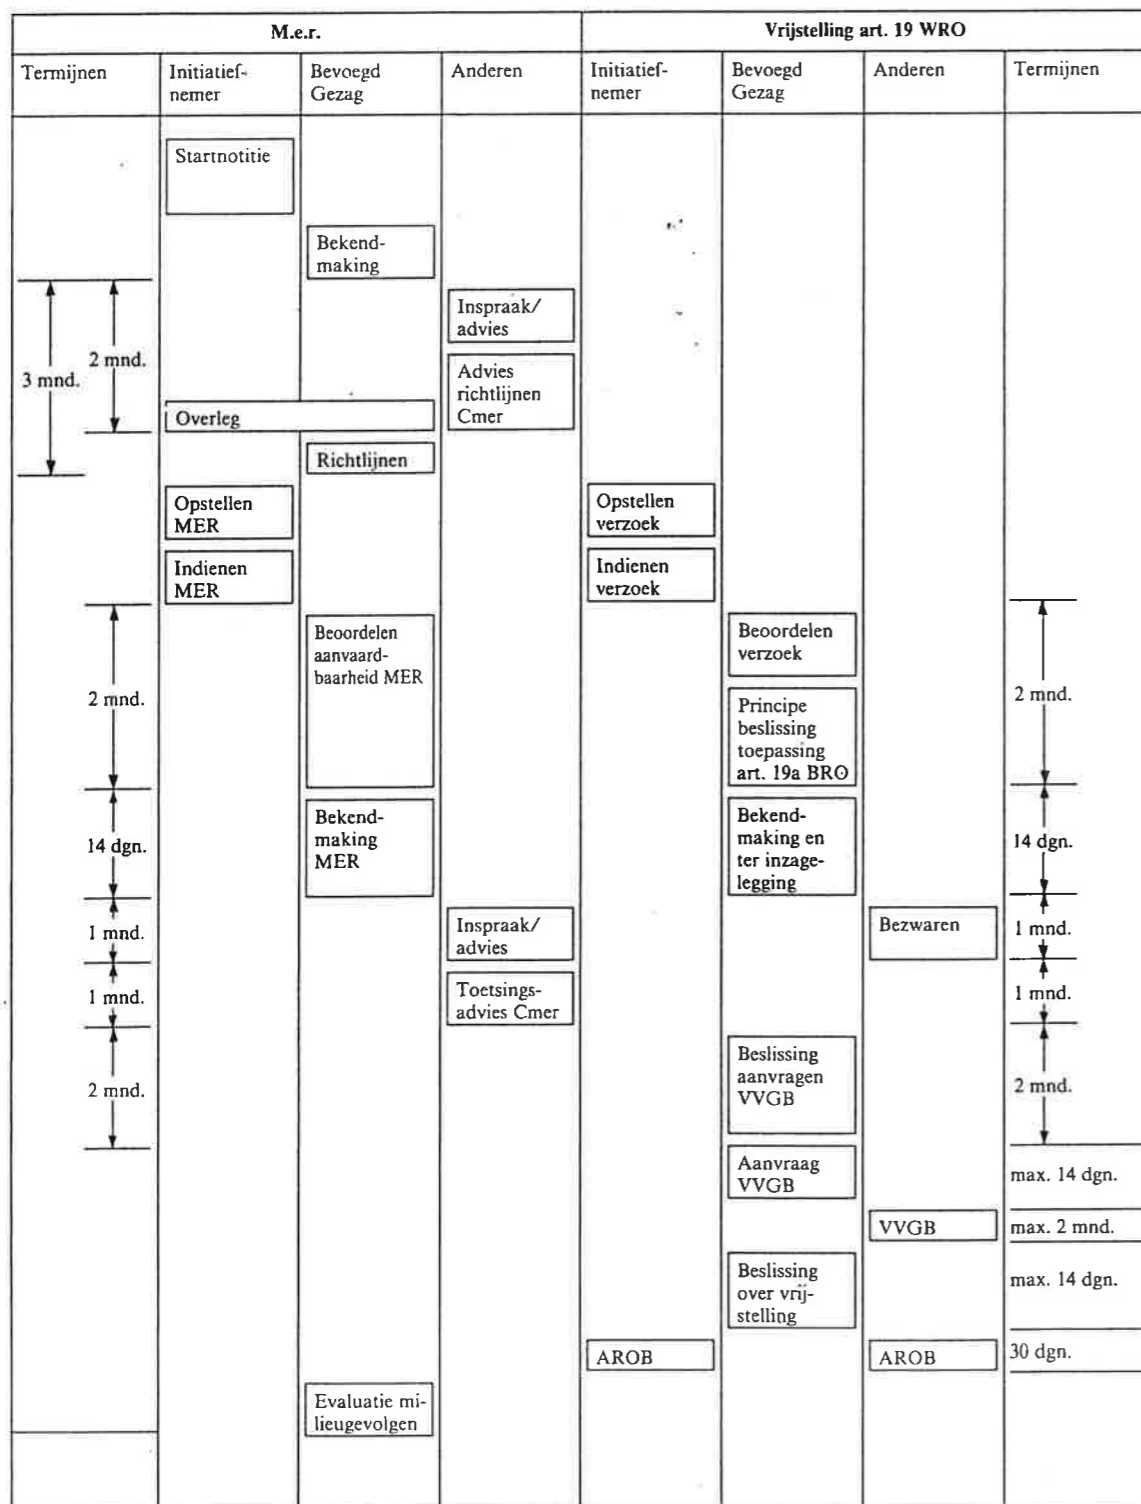 M.e.r.
Vrijstelling art. 19 WRO
Termijnen
Initiatief-
nemer
Bevoegd
Gezag
Anderen
Initiatief-
nemer
Bevoegd
Gezag
Anderen
Termijnen
Startnotitie
Bekend-
making
Inspraak/
advies
3 mnd.
2 mnd.
Advies
richtlijnen
Cmer
Overleg
Richtlijnen
Opstellen
MER
Opstellen
verzoek
Indienen
MER
Indienen
verzoek
2 mnd.
Beoordelen
aanvaard-
baarheid MER
Beoordelen
verzoek
Principe
beslissing
toepassing
art. 19a BRO
2 mnd.
14 dgn.
Bekend-
making
MER
Bekend-
making en
ter inzage-
legging
14 dgn.
1 mnd.
Inspraak/
advies
Bezwaren
1 mnd.
1 mnd.
Toetsings-
advies Cmer
1 mnd.
2 mnd.
Beslissing
aanvragen
VVGB
2 mnd.
Aanvraag
VVGB
max. 14 dgn.
VVGB
max. 2 mnd.
Beslissing
over vrij-
stelling
max. 14 dgn.
AROB
AROB
30 dgn.
Evaluatie mi-
lieugevolgen